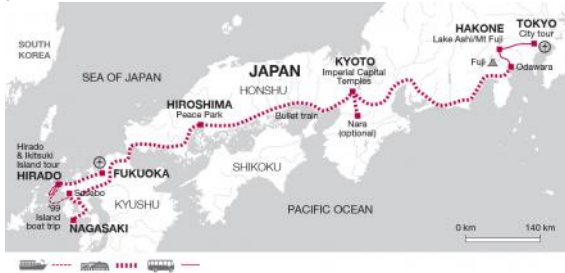 SOUTH
KOREA
SEA OF JAPAN
JAPAN
HONSHU
HAKONE
Lake Ashi/Mt Fuji
TOKYO
City tour
Fuji
Odawara
KYOTO
Imperial Capital
Temples
HIROSHIMA
Peace Park
Bullet train
Nara
(optional)
Hirado
& Ikitsuki
Island tour
HIRADO
FUKUOKA
Sasebo
'99
Island
boat trip
NAGASAKI
KYUSHU
SHIKOKU
PACIFIC OCEAN
0 km
140 km